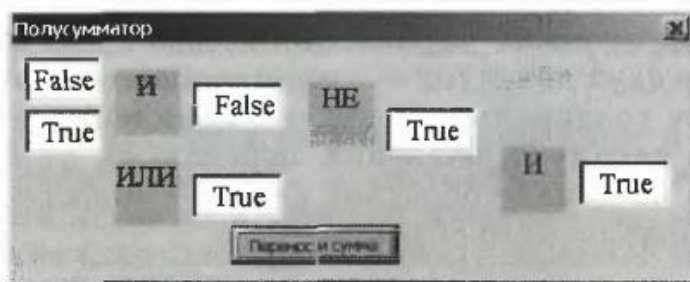 Полусумматор
False
True
И
False
НЕ
True
ИЛИ
True
И
True
Перенос и сумма